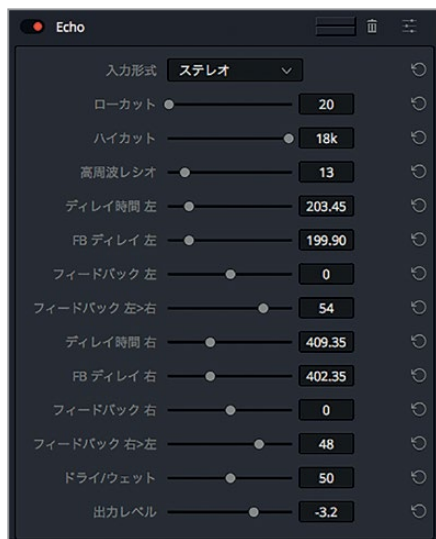 Echo
入力形式 ステレオ
ローカット 20
ハイカット 18k
高周波レシオ 13
ディレイ時間 左 203.45
FB ディレイ 左 199.90
フィードバック 左 0
フィードバック 左>右 54
ディレイ時間 右 409.35
FB ディレイ 右 402.35
フィードバック 右 0
フィードバック 右>左 48
ドライ/ウェット 50
出力レベル -3.2